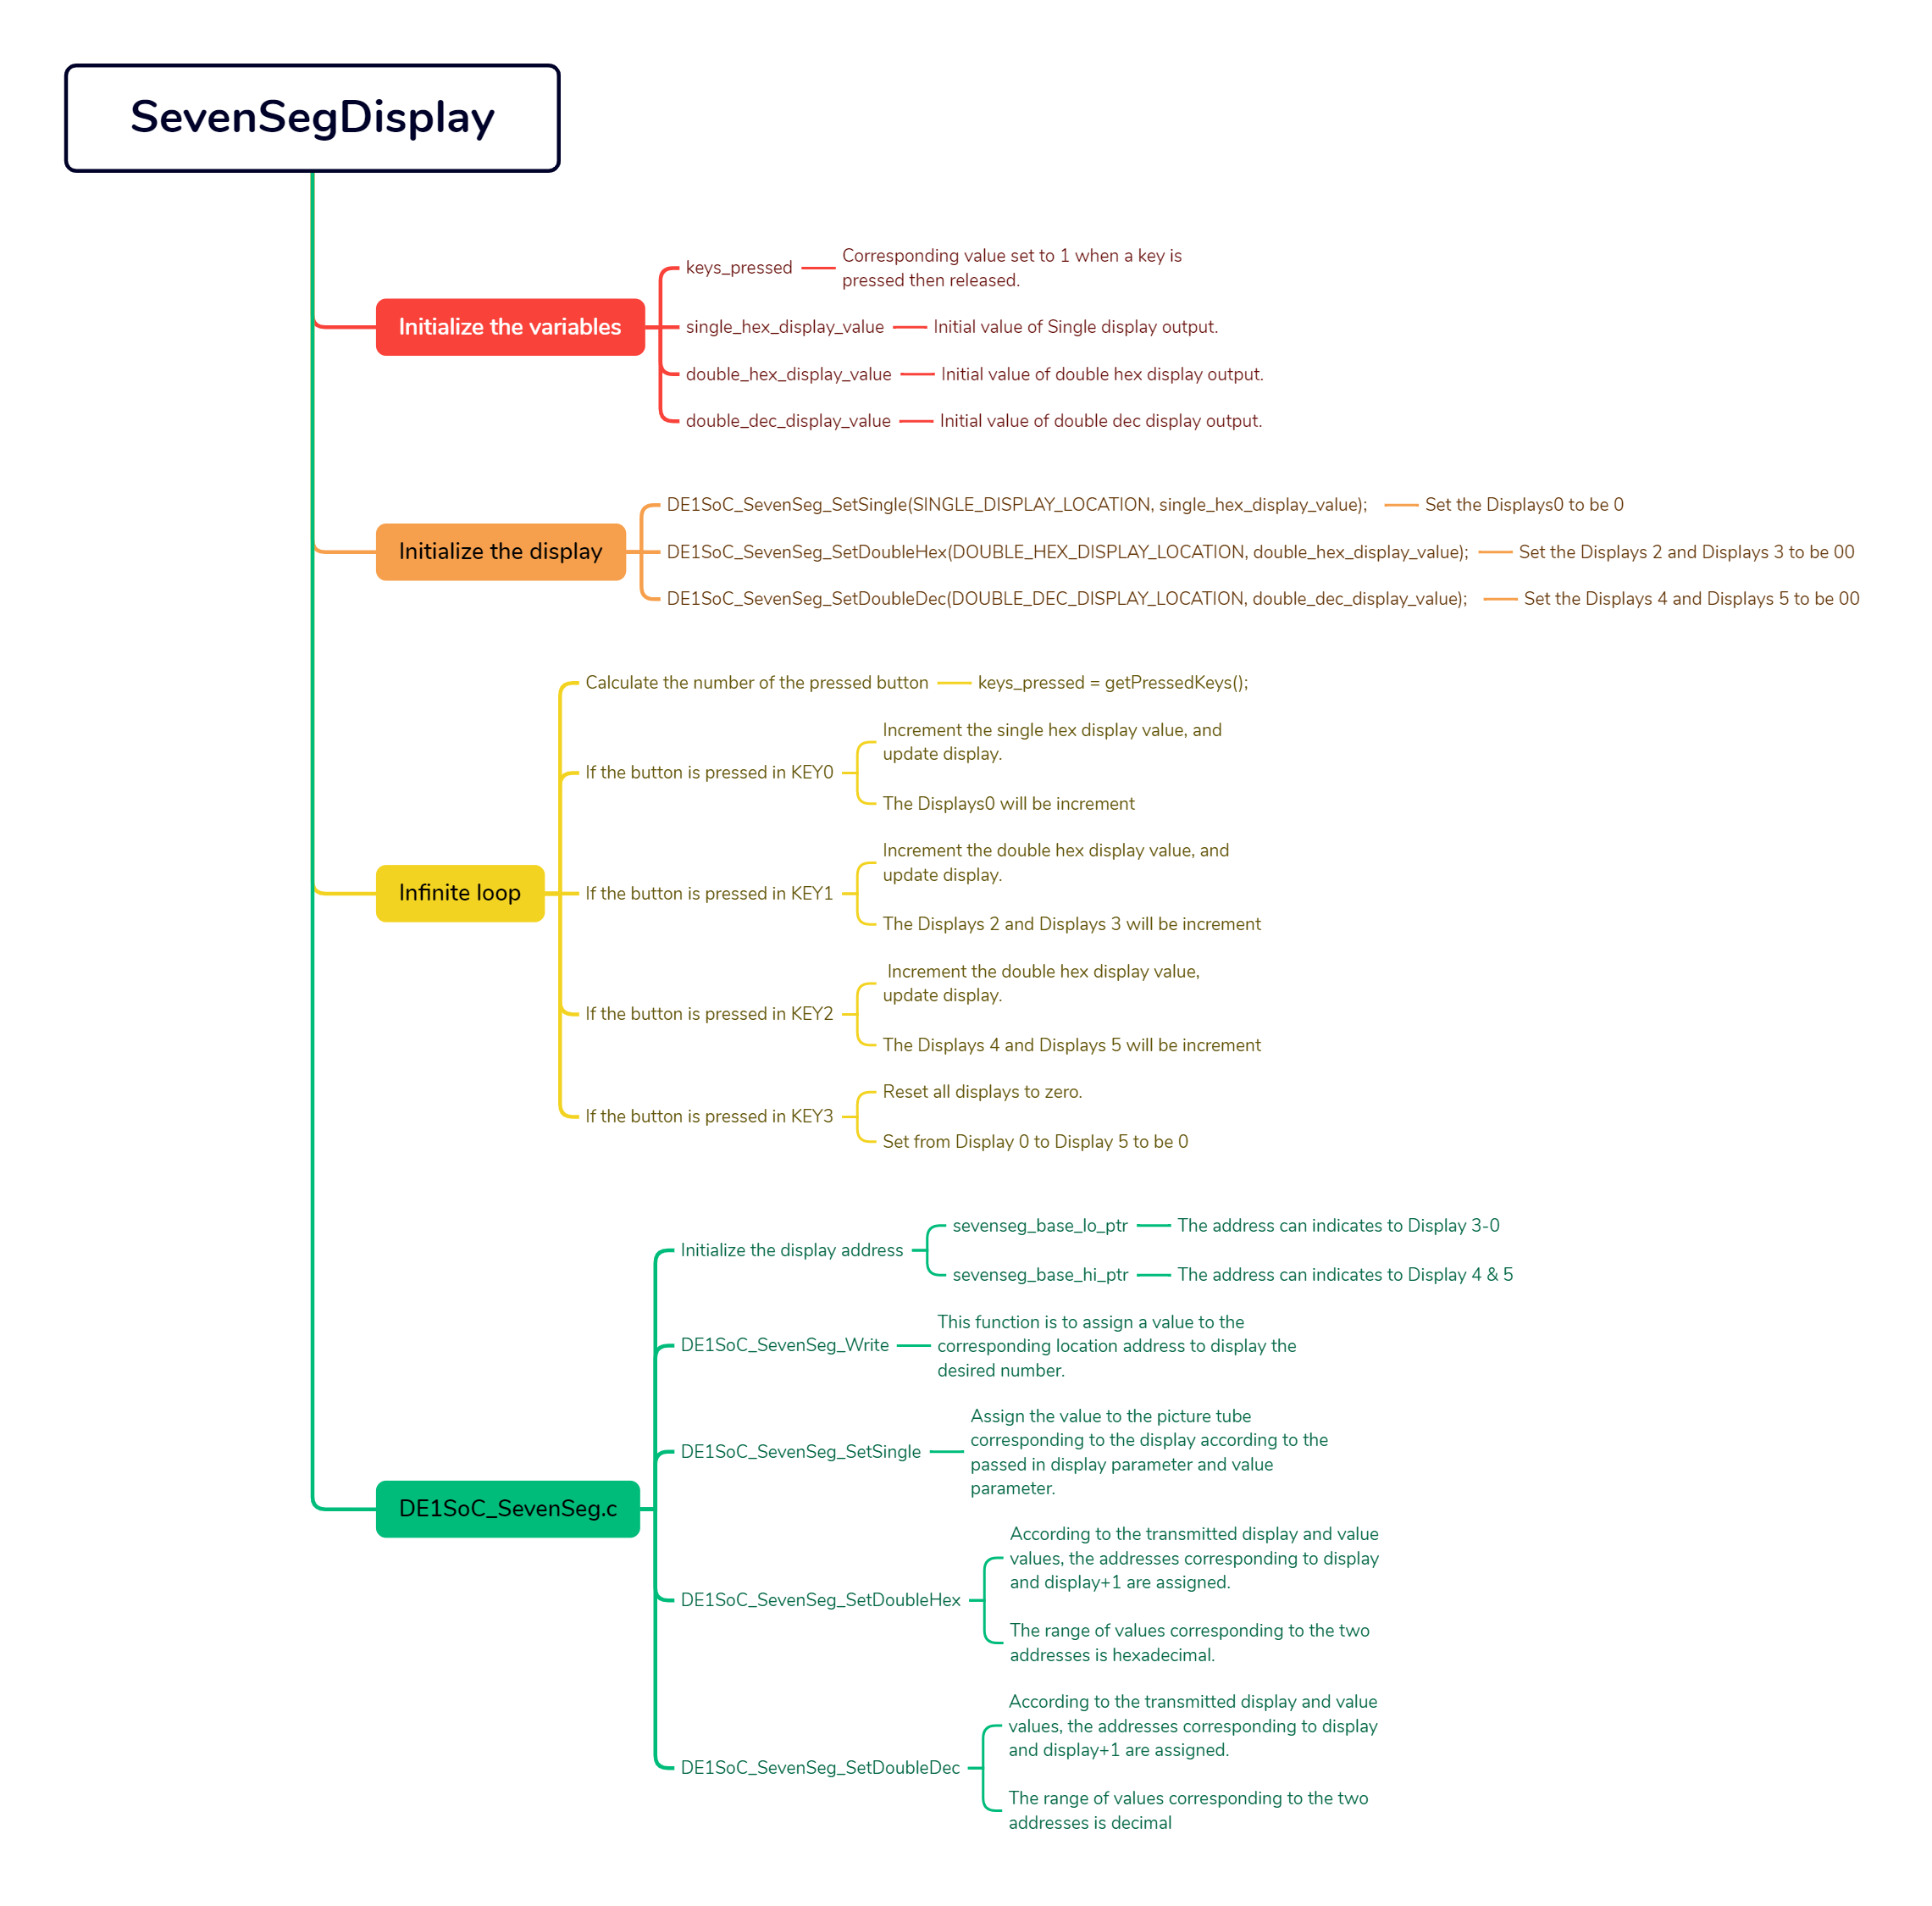 SevenSegDisplay
Initialize the variables
keys_pressed
Corresponding value set to 1 when a key is
pressed then released.
single_hex_display_value
Initial value of Single display output.
double_hex_display_value
Initial value of double hex display output.
double_dec_display_value
Initial value of double dec display output.
Initialize the display
DE1SoC_SevenSeg_SetSingle(SINGLE_DISPLAY_LOCATION, single_hex_display_value);
Set the Displays0 to be 0
DE1SoC_SevenSeg_SetDoubleHex(DOUBLE_HEX_DISPLAY_LOCATION, double_hex_display_value);
Set the Displays 2 and Displays 3 to be 00
DE1SoC_SevenSeg_SetDoubleDec(DOUBLE_DEC_DISPLAY_LOCATION, double_dec_display_value);
Set the Displays 4 and Displays 5 to be 00
Infinite loop
Calculate the number of the pressed button
keys_pressed = getPressedKeys();
If the button is pressed in KEY0
Increment the single hex display value, and
update display.
The Displays0 will be increment
If the button is pressed in KEY1
Increment the double hex display value, and
update display.
The Displays 2 and Displays 3 will be increment
If the button is pressed in KEY2
Increment the double hex display value,
update display.
The Displays 4 and Displays 5 will be increment
If the button is pressed in KEY3
Reset all displays to zero.
Set from Display 0 to Display 5 to be 0
DE1SoC_SevenSeg.c
Initialize the display address
sevenseg_base_lo_ptr
The address can indicates to Display 3-0
sevenseg_base_hi_ptr
The address can indicates to Display 4 & 5
DE1SoC_SevenSeg_Write
This function is to assign a value to the
corresponding location address to display the
desired number.
DE1SoC_SevenSeg_SetSingle
Assign the value to the picture tube
corresponding to the display according to the
passed in display parameter and value
parameter.
DE1SoC_SevenSeg_SetDoubleHex
According to the transmitted display and value
values, the addresses corresponding to display
and display+1 are assigned.
The range of values corresponding to the two
addresses is hexadecimal.
DE1SoC_SevenSeg_SetDoubleDec
According to the transmitted display and value
values, the addresses corresponding to display
and display+1 are assigned.
The range of values corresponding to the two
addresses is decimal